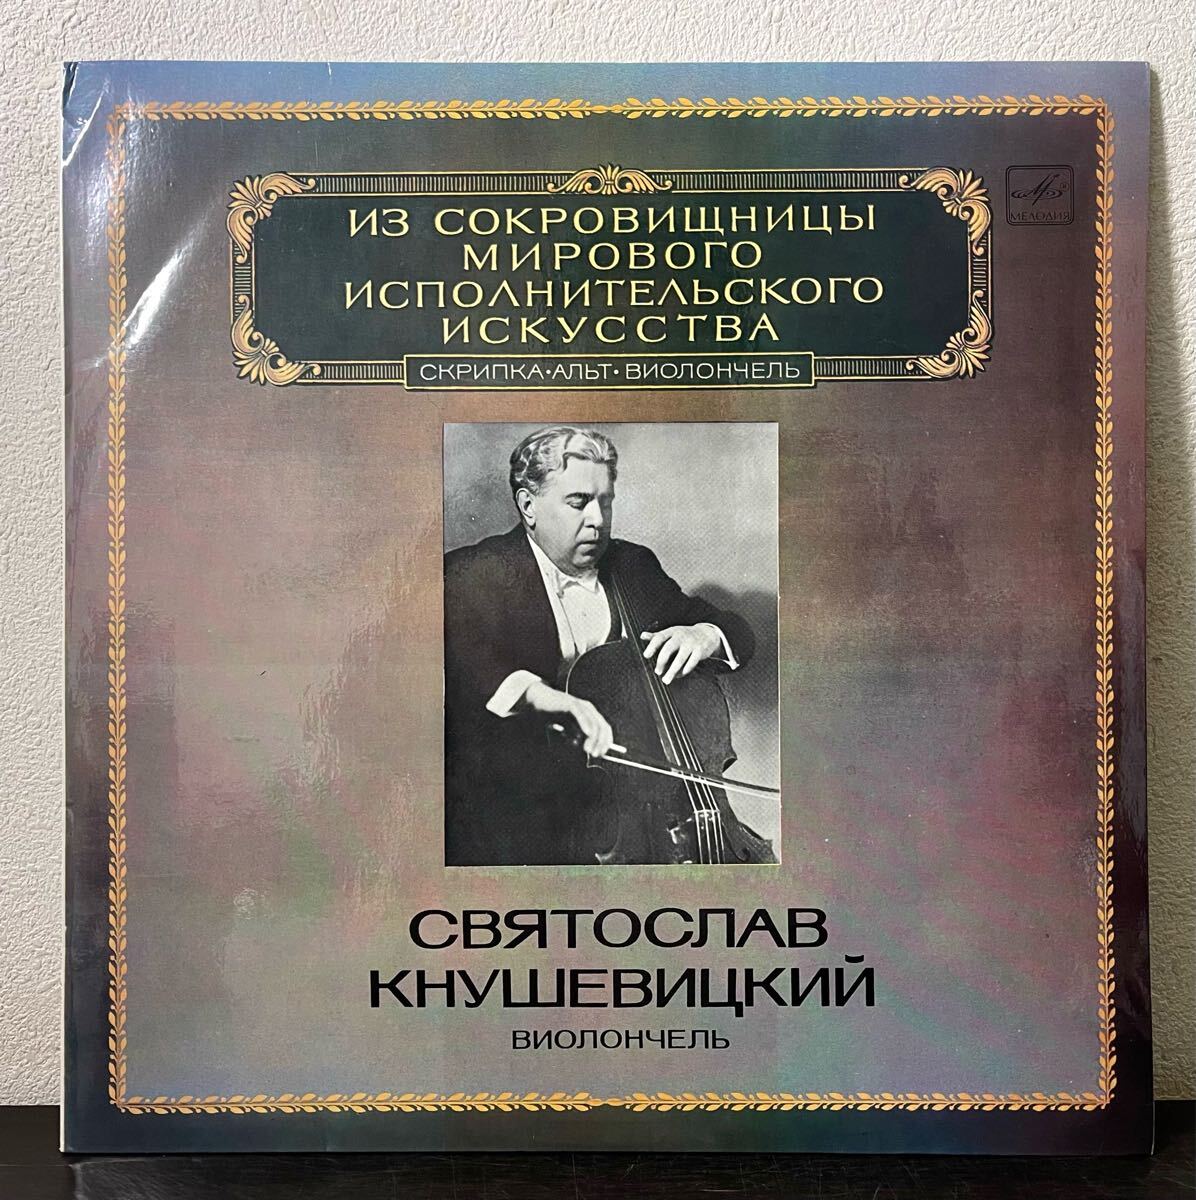 ИЗ СОКРОВИЩНИЦЫ
МИРОВОГО
ИСПОЛНИТЕЛЬСКОГО
ИСКУССТВА
СКРИПКА•АЛЬТ•ВИОЛОНЧЕЛЬ
МЕЛОДИЯ
СВЯТОСЛАВ
КНУШЕВИЦКИЙ
ВИОЛОНЧЕЛЬ